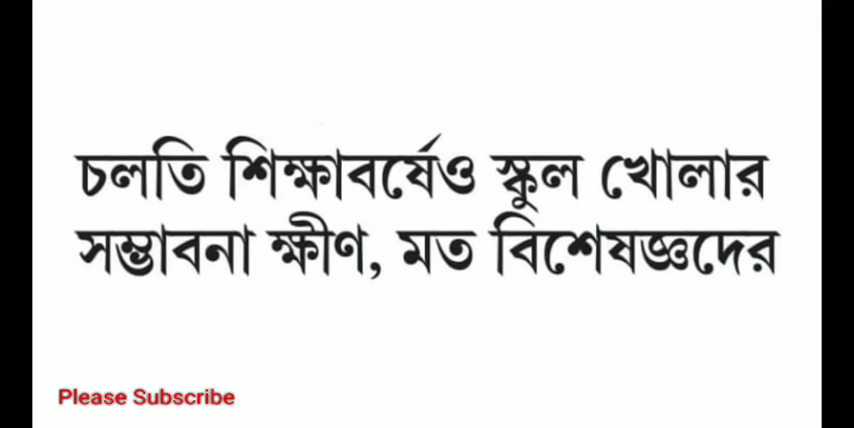 চলতি শিক্ষাবর্ষেও স্কুল খোলার
সম্ভাবনা ক্ষীণ, মত বিশেষজ্ঞদের
Please Subscribe